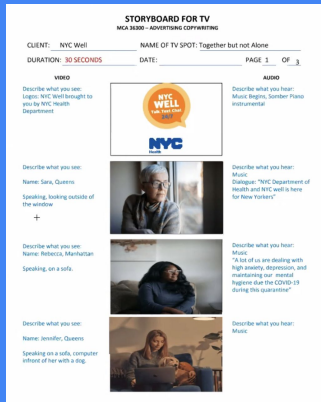 STORYBOARD FOR TV
MCA 36300 – ADVERTISING COPYWRITING
CLIENT: NYC Well
NAME OF TV SPOT: Together but not Alone
DURATION: 30 SECONDS
DATE:
PAGE 1 OF 3
VIDEO
AUDIO
Describe what you see:
Logos: NYC Well brought to
you by NYC Health
Department
NYC
WELL
Talk. Text. Chat.
24/7
NYC
Health
Describe what you hear:
Music Begins, Somber Piano
instrumental
Describe what you see:
Name: Sara, Queens
Speaking, looking outside of
the window
Describe what you hear:
Music
Dialogue: "NYC Department of
Health and NYC well is here
for New Yorkers"
Describe what you see:
Name: Rebecca, Manhattan
Speaking, on a sofa.
Describe what you hear:
Music
"A lot of us are dealing with
high anxiety, depression, and
maintaining our mental
hygiene due the COVID-19
during this quarantine"
Describe what you see:
Name: Jennifer, Queens
Speaking on a sofa, computer
infront of her with a dog.
Describe what you hear:
Music